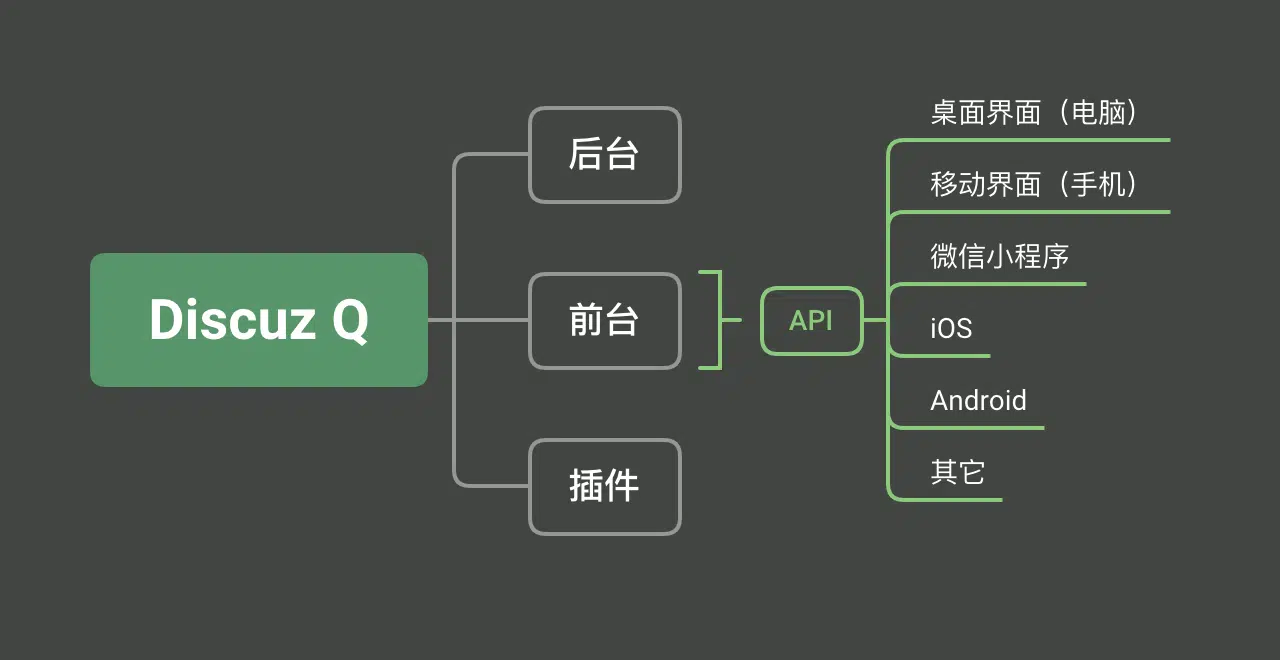 Discuz Q
后台
前台
插件
API
桌面界面（电脑）
移动界面（手机）
微信小程序
iOS
Android
其它